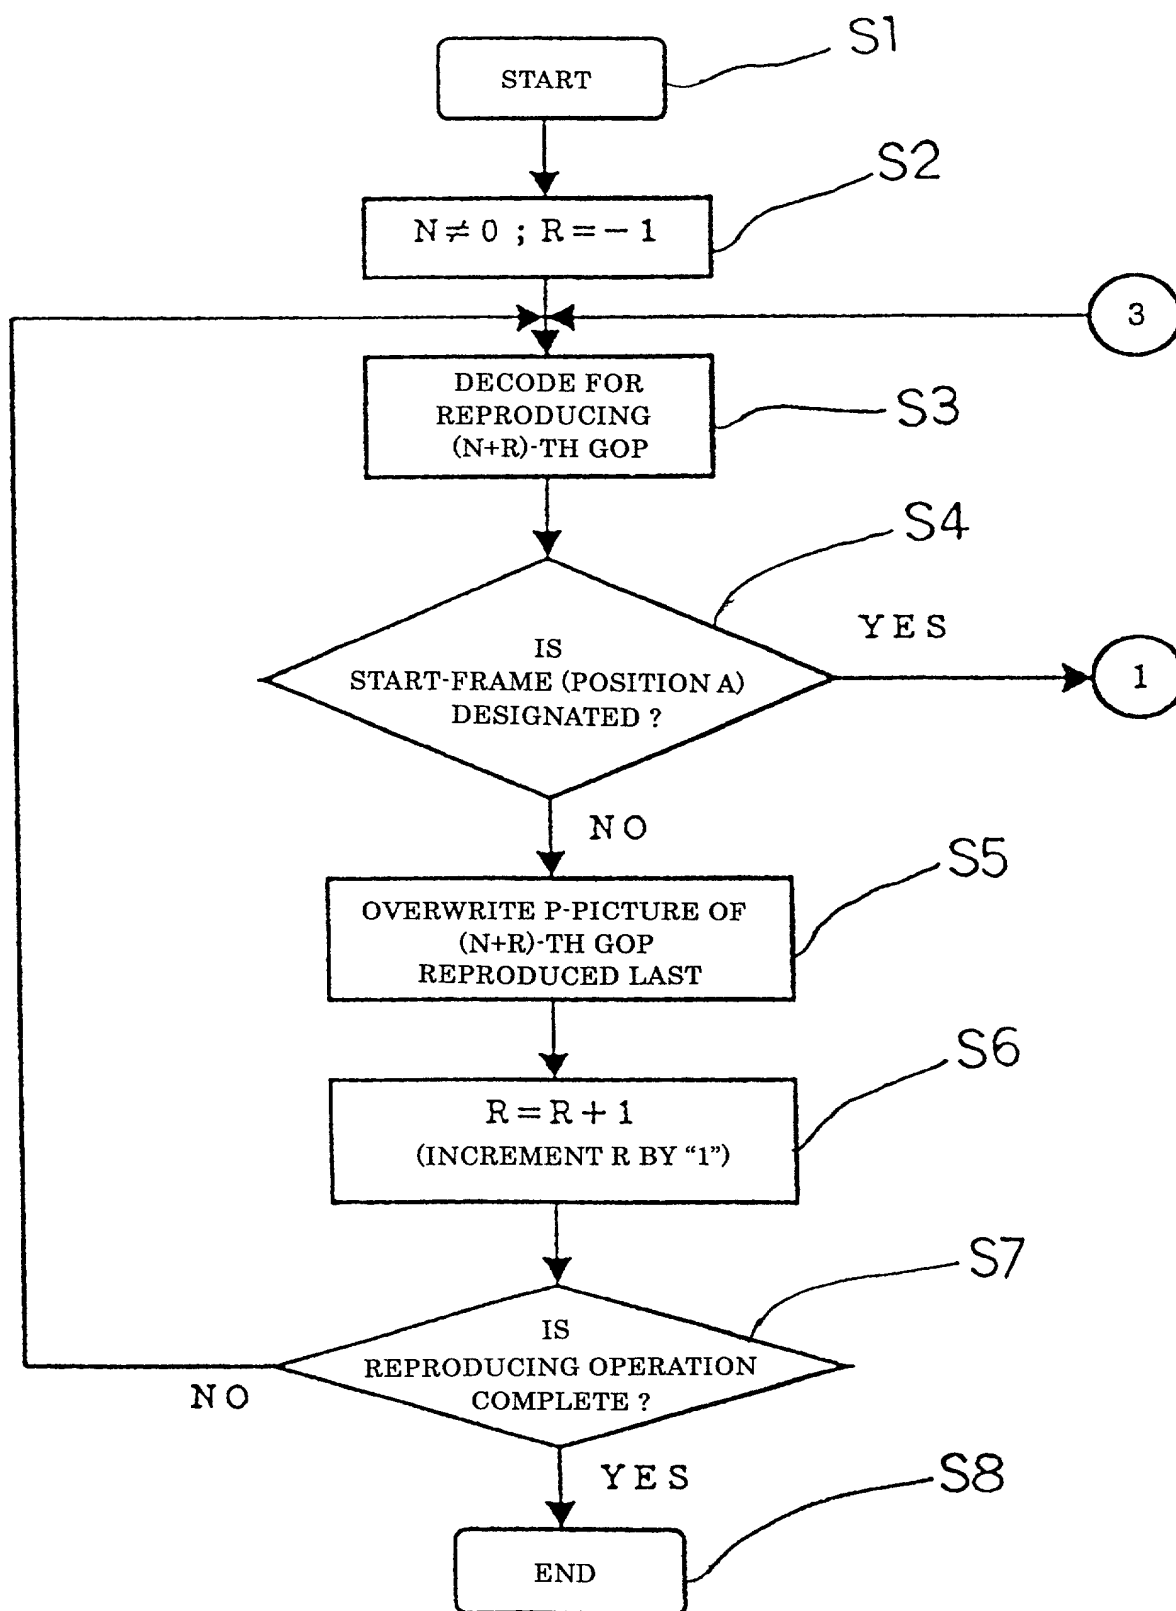 S1
START
S2
N≠0 ; R=-1
3
DECODE FOR
REPRODUCING
(N+R)-TH GOP
S3
S4
YES
IS
START-FRAME (POSITION A)
DESIGNATED ?
1
NO
S5
OVERWRITE P-PICTURE OF
(N+R)-TH GOP
REPRODUCED LAST
S6
R=R+1
(INCREMENT R BY “1”)
S7
IS
REPRODUCING OPERATION
COMPLETE ?
NO
YES
S8
END